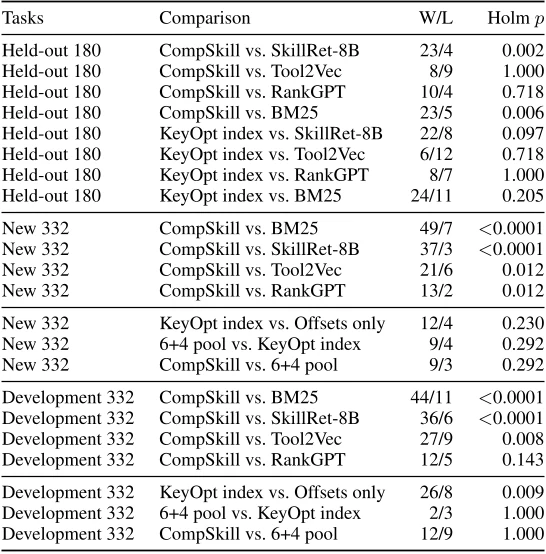 Tasks Comparison W/L Holm p
Held-out 180 CompSkill vs. SkillRet-8B 23/4 0.002
Held-out 180 CompSkill vs. Tool2Vec 8/9 1.000
Held-out 180 CompSkill vs. RankGPT 10/4 0.718
Held-out 180 CompSkill vs. BM25 23/5 0.006
Held-out 180 KeyOpt index vs. SkillRet-8B 22/8 0.097
Held-out 180 KeyOpt index vs. Tool2Vec 6/12 0.718
Held-out 180 KeyOpt index vs. RankGPT 8/7 1.000
Held-out 180 KeyOpt index vs. BM25 24/11 0.205
New 332 CompSkill vs. BM25 49/7 <0.0001
New 332 CompSkill vs. SkillRet-8B 37/3 <0.0001
New 332 CompSkill vs. Tool2Vec 21/6 0.012
New 332 CompSkill vs. RankGPT 13/2 0.012
New 332 KeyOpt index vs. Offsets only 12/4 0.230
New 332 6+4 pool vs. KeyOpt index 9/4 0.292
New 332 CompSkill vs. 6+4 pool 9/3 0.292
Development 332 CompSkill vs. BM25 44/11 <0.0001
Development 332 CompSkill vs. SkillRet-8B 36/6 <0.0001
Development 332 CompSkill vs. Tool2Vec 27/9 0.008
Development 332 CompSkill vs. RankGPT 12/5 0.143
Development 332 KeyOpt index vs. Offsets only 26/8 0.009
Development 332 6+4 pool vs. KeyOpt index 2/3 1.000
Development 332 CompSkill vs. 6+4 pool 12/9 1.000